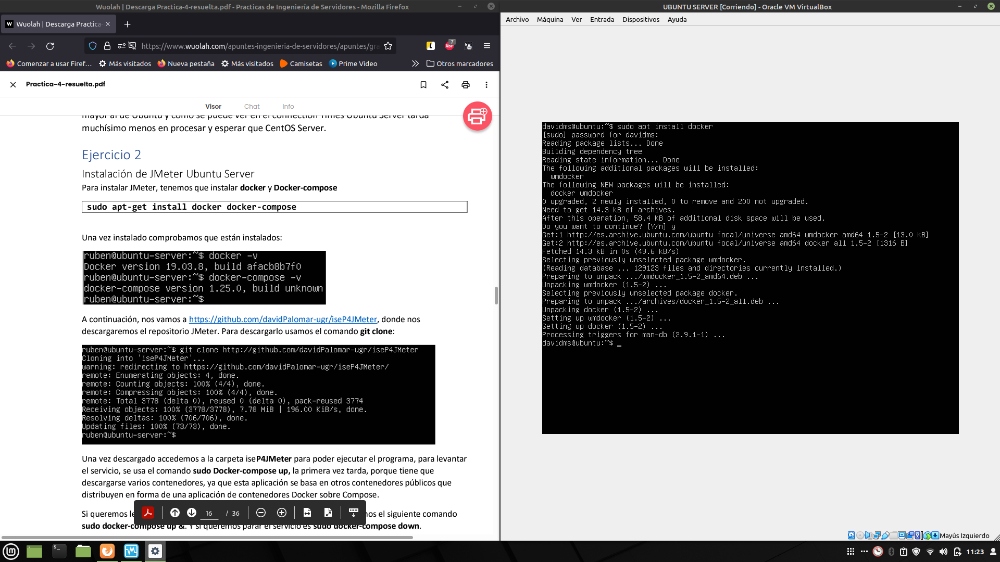 Wuolah | Descarga Practica-4-resuelta.pdf - Practicas de Ingeniería de Servidores - Mozilla Firefox
W Wuolah | Descarga Practica-
https://www.wuolah.com/apuntes-ingenieria-de-servidores/apuntes/gra
7
ABP
Comenzar a usar Firef... Más visitados Nueva pestaña Más visitados Camisetas Prime Video Otros marcadores
Practica-4-resuelta.pdf
Visor Chat Info
mayor al de Ubuntu y como se puede ver en el connection Times Ubuntu Server tarda
muchísimo menos en procesar y esperar que CentOS Server.
Ejercicio 2
Instalación de JMeter Ubuntu Server
Para instalar JMeter, tenemos que instalar docker y Docker-compose
sudo apt-get install docker docker-compose
Una vez instalado comprobamos que están instalados:
ruben@ubuntu-server:~$ docker -v
Docker version 19.03.8, build afacb8b7f0
ruben@ubuntu-server:~$ docker-compose -v
docker-compose version 1.25.0, build unknown
ruben@ubuntu-server:~$
A continuación, nos vamos a https://github.com/davidPalomar-ugr/iseP4JMeter, donde nos
descargaremos el repositorio JMeter. Para descargarlo usamos el comando git clone:
ruben@ubuntu-server:~$ git clone http://github.com/davidPalomar-ugr/iseP4JMeter
Cloning into 'iseP4JMeter'...
warning: redirecting to https://github.com/davidPalomar-ugr/iseP4JMeter/
remote: Enumerating objects: 4, done.
remote: Counting objects: 100% (4/4), done.
remote: Compressing objects: 100% (4/4), done.
remote: Total 3778 (delta 0), reused 0 (delta 0), pack-reused 3774
Receiving objects: 100% (3778/3778), 7.78 MiB | 196.00 KiB/s, done.
Resolving deltas: 100% (706/706), done.
Updating files: 100% (73/73), done.
ruben@ubuntu-server:~$
Una vez descargado accedemos a la carpeta iseP4JMeter para poder ejecutar el programa, para levantar
el servicio, se usa el comando sudo Docker-compose up, la primera vez tarda, porque tiene que
descargarse varios contenedores, ya que esta aplicación se basa en otros contenedores públicos que
distribuyen en forma de una aplicación de contenedores Docker sobre Compose.
Si queremos le
nos el siguiente comando
sudo docker-compose up &. Y si queremos parar el servicio es sudo docker-compose down.
16 / 36
UBUNTU SERVER [Corriendo] - Oracle VM VirtualBox
Archivo Máquina Ver Entrada Dispositivos Ayuda
davidms@ubuntu:~$ sudo apt install docker
[sudo] password for davidms:
Reading package lists... Done
Building dependency tree
Reading state information... Done
The following additional packages will be installed:
wmdocker
The following NEW packages will be installed:
docker wmdocker
0 upgraded, 2 newly installed, 0 to remove and 200 not upgraded.
Need to get 14.3 kB of archives.
After this operation, 58.4 kB of additional disk space will be used.
Do you want to continue? [Y/n] y
Get:1 http://es.archive.ubuntu.com/ubuntu focal/universe amd64 wmdocker amd64 1.5-2 [13.0 kB]
Get:2 http://es.archive.ubuntu.com/ubuntu focal/universe amd64 docker all 1.5-2 [1316 B]
Fetched 14.3 kB in 0s (49.6 kB/s)
Selecting previously unselected package wmdocker.
(Reading database ... 129123 files and directories currently installed.)
Preparing to unpack .../wmdocker_1.5-2_amd64.deb ...
Unpacking wmdocker (1.5-2) ...
Selecting previously unselected package docker.
Preparing to unpack .../archives/docker_1.5-2_all.deb ...
Unpacking docker (1.5-2) ...
Setting up wmdocker (1.5-2) ...
Setting up docker (1.5-2) ...
Processing triggers for man-db (2.9.1-1) ...
davidms@ubuntu:~$ _
Mayús Izquierdo
11:23